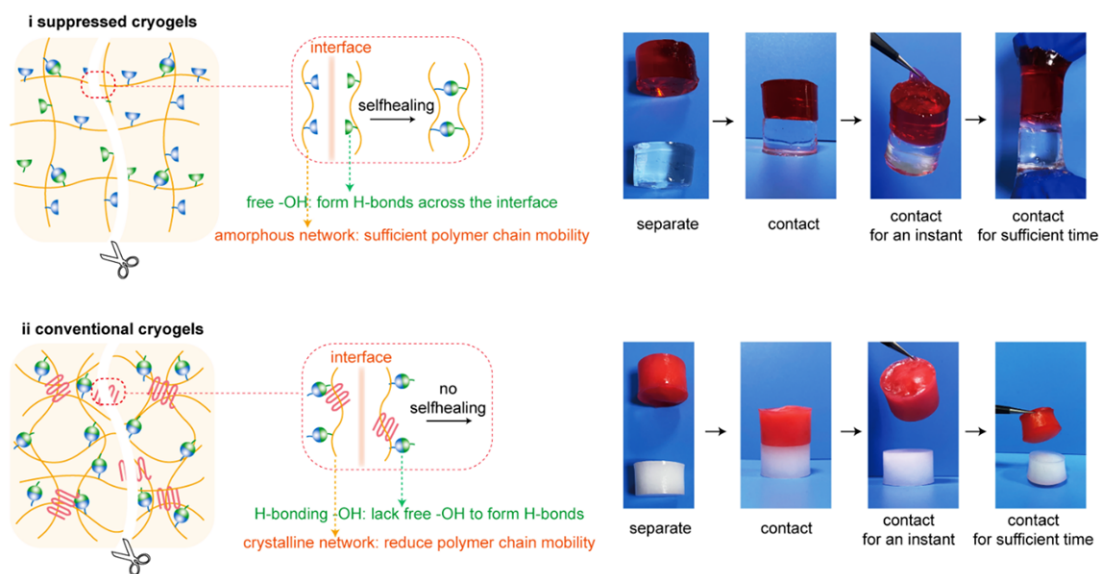 i suppressed cryogels
interface
selfhealing
free -OH: form H-bonds across the interface
amorphous network: sufficient polymer chain mobility
separate
contact
contact
for an instant
contact
for sufficient time
ii conventional cryogels
interface
no
selfhealing
H-bonding -OH: lack free -OH to form H-bonds
crystalline network: reduce polymer chain mobility
separate
contact
contact
for an instant
contact
for sufficient time